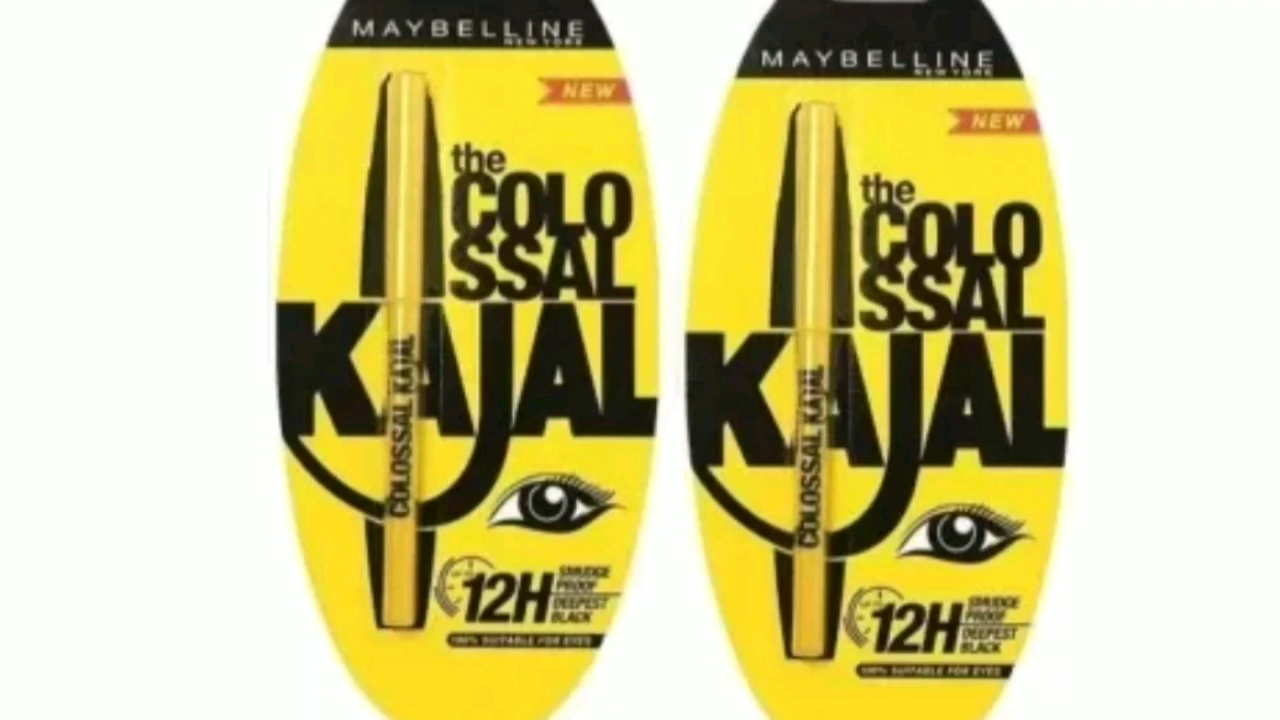 MAYBELLINE
NEW YORK
NEW
the
COLO
SSAL
KAJAL
COLOSSAL KAJAL
12H
SMUDGE
PROOF
DEEPEST
BLACK
100% SUITABLE FOR EYES
MAYBELLINE
NEW YORK
NEW
the
COLO
SSAL
KAJAL
COLOSSAL KAJAL
12H
SMUDGE
PROOF
DEEPEST
BLACK
100% SUITABLE FOR EYES